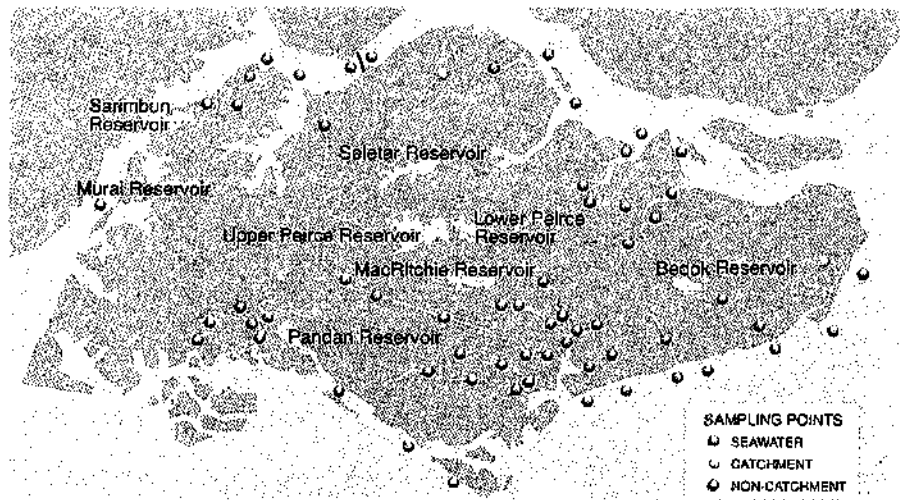 Sarimbun
Reservoir
Seletar Reservoir
Murai Reservoir
Lower Peirce
Reservoir
Upper Peirce Reservoir
MacRitchie Reservoir
Bedok Reservoir
Pandan Reservoir
SAMPLING POINTS
SEAWATER
CATCHMENT
NON-CATCHMENT